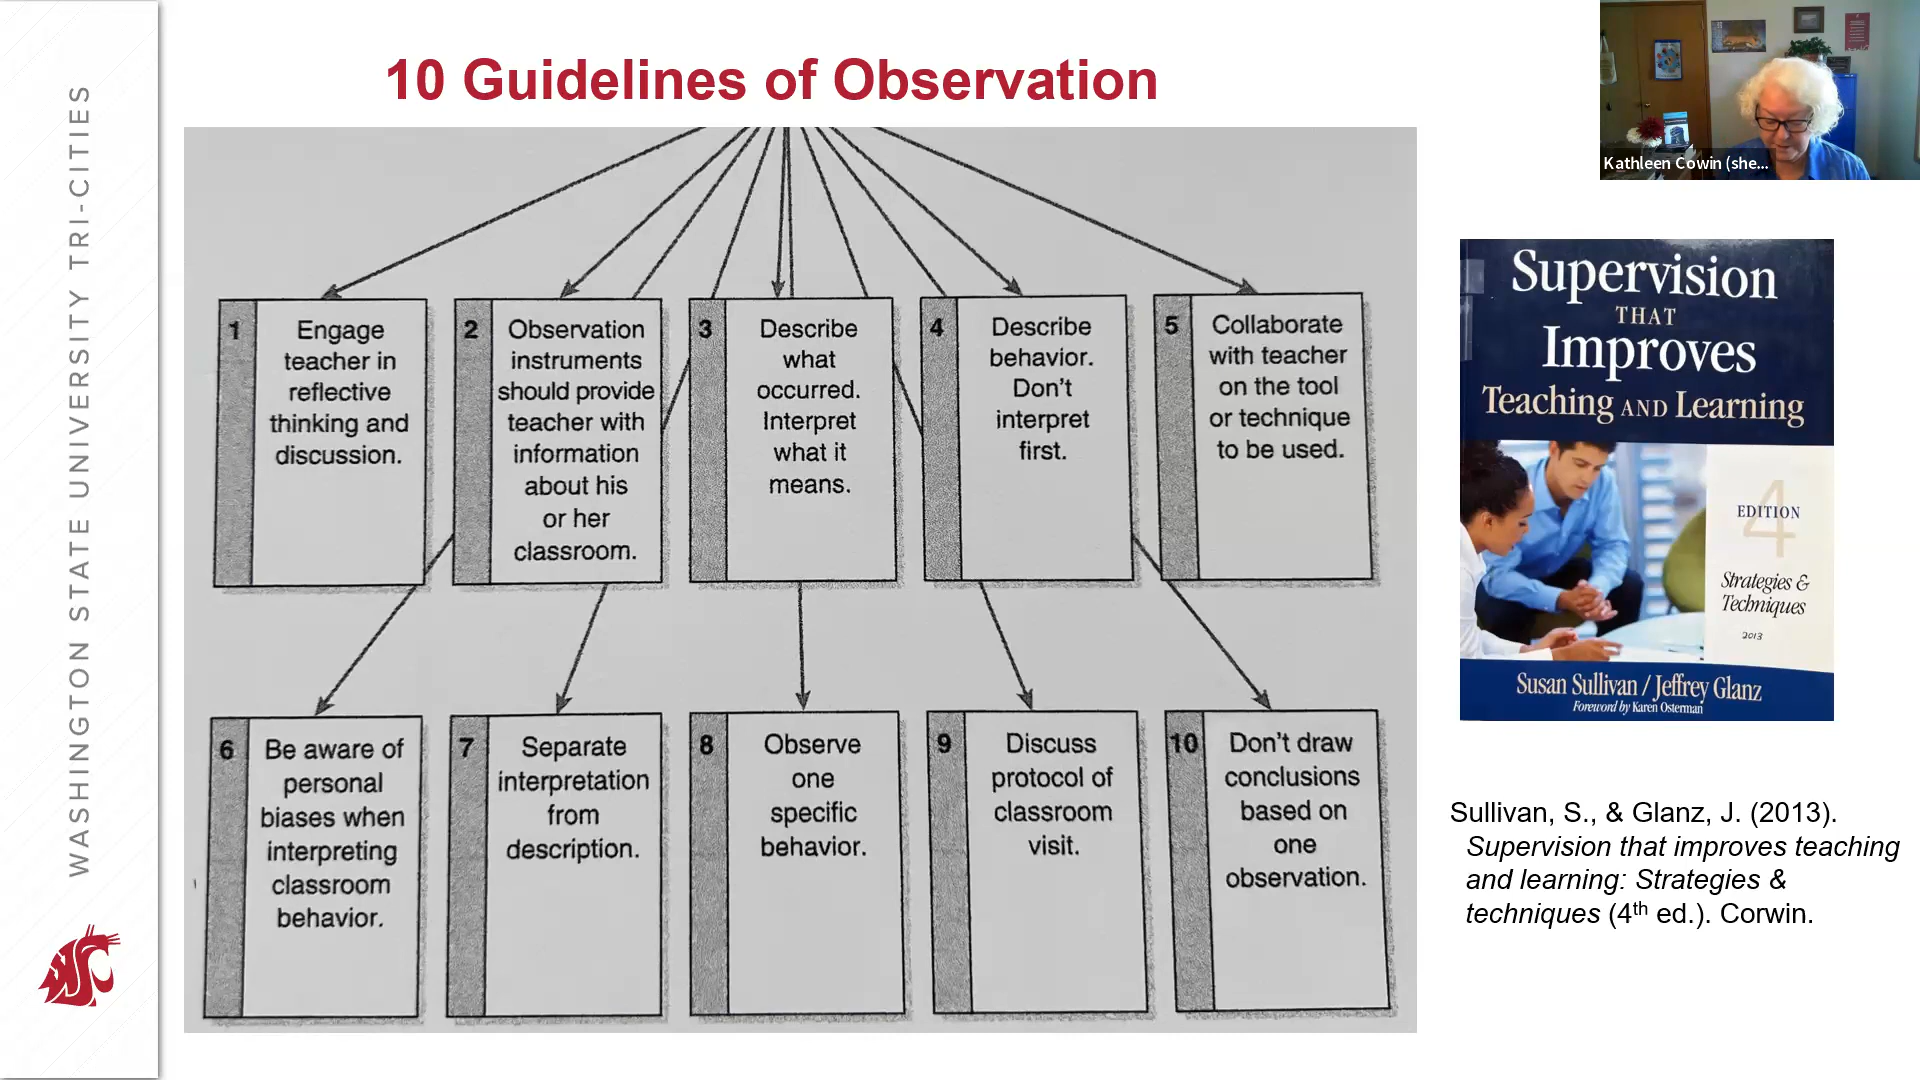 WASHINGTON STATE UNIVERSITY TRI-CITIES
10 Guidelines of Observation
1
Engage
teacher in
reflective
thinking and
discussion.
2
Observation
instruments
should provide
teacher with
information
about his
or her
classroom.
3
Describe
what
occurred.
Interpret
what it
means.
4
Describe
behavior.
Don't
interpret
first.
5
Collaborate
with teacher
on the tool
or technique
to be used.
6
Be aware of
personal
biases when
interpreting
classroom
behavior.
7
Separate
interpretation
from
description.
8
Observe
one
specific
behavior.
9
Discuss
protocol of
classroom
visit.
10
Don't draw
conclusions
based on
one
observation.
Kathleen Cowin (she...
Supervision
THAT
Improves
Teaching AND Learning
4
EDITION
Strategies &
Techniques
2013
Susan Sullivan / Jeffrey Glanz
Foreword by Karen Osterman
Sullivan, S., & Glanz, J. (2013).
Supervision that improves teaching
and learning: Strategies &
techniques (4th ed.). Corwin.